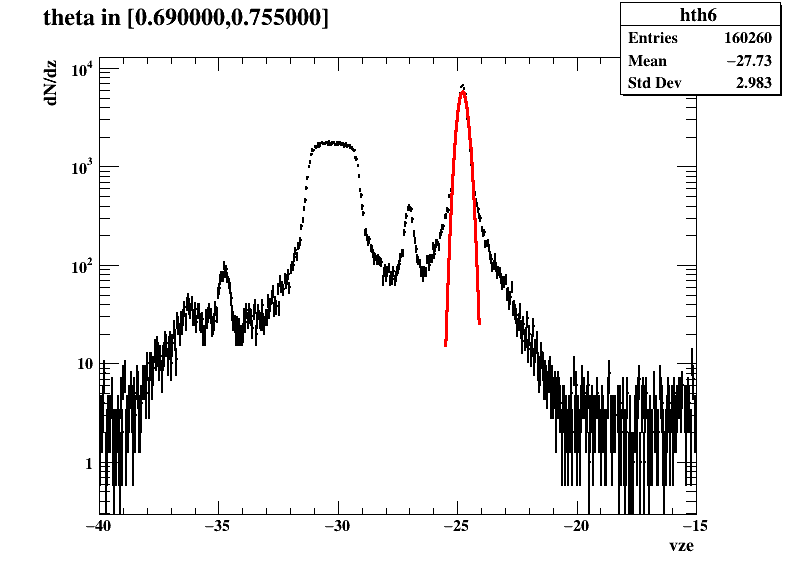 theta in [0.690000,0.755000]
hth6
Entries 160260
Mean −27.73
Std Dev 2.983
dN/dz
10^4
10^3
10^2
10
1
−40 −35 −30 −25 −20 −15
vze